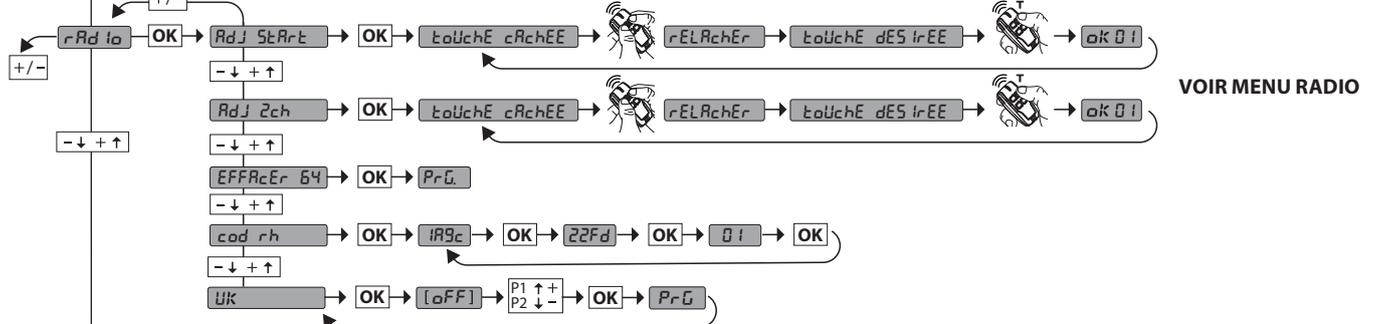 +/-
rAdIo OK AdJ StArt OK toUchE cAchEE rELAchEr toUchE dESIrEE T oK 01
+/-
- ↓ + ↑
VOIR MENU RADIO
AdJ 2ch OK toUchE cAchEE rELAchEr toUchE dESIrEE T oK 01
- ↓ + ↑
- ↓ + ↑
EFFAcEr 64 OK PrG.
- ↓ + ↑
cod rh OK 1A9c OK 22Fd OK 01 OK
- ↓ + ↑
UK OK [oFF] P1 ↑ + OK PrG
P2 ↓ -